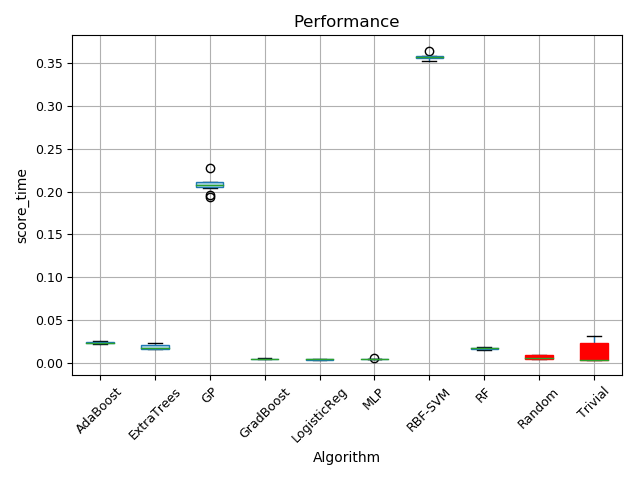 Performance
score_time
0.35
0.30
0.25
0.20
0.15
0.10
0.05
0.00
AdaBoost
ExtraTrees
GP
GradBoost
LogisticReg
MLP
RBF-SVM
RF
Random
Trivial
Algorithm